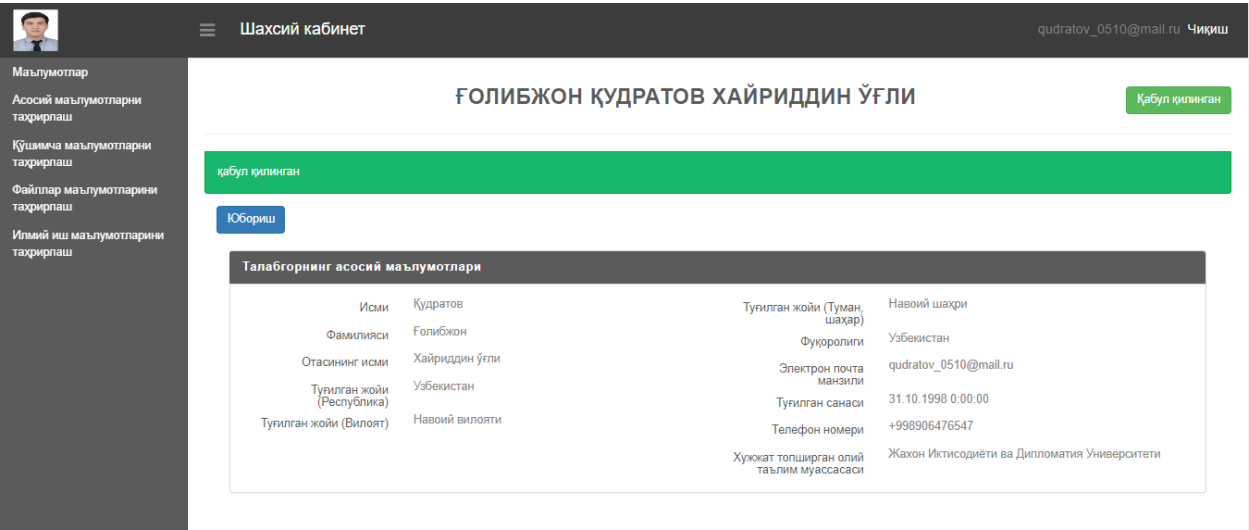 Шахсий кабинет
qudratov_0510@mail.ru Чиқиш
Маълумотлар
Асосий маълумотларни
таҳрирлаш
Қўшимча маълумотларни
таҳрирлаш
Файллар маълумотларини
таҳрирлаш
Илмий иш маълумотларини
таҳрирлаш
ҒОЛИБЖОН ҚУДРАТОВ ХАЙРИДДИН ЎҒЛИ
Қабул қилинган
қабул қилинган
Юбориш
Талабгорнинг асосий маълумотлари
Исми Қудратов
Фамилияси Ғолибжон
Отасининг исми Хайриддин ўғли
Туғилган жойи
(Республика)
Узбекистан
Туғилган жойи (Вилоят) Навоий вилояти
Туғилган жойи (Туман,
шаҳар)
Навоий шаҳри
Фуқоролиги Узбекистан
Электрон почта
манзили
qudratov_0510@mail.ru
Туғилган санаси 31.10.1998 0:00:00
Телефон номери +998906476547
Хужжат топширган олий
таълим муассасаси
Жахон Иктисодиёти ва Дипломатия Университети